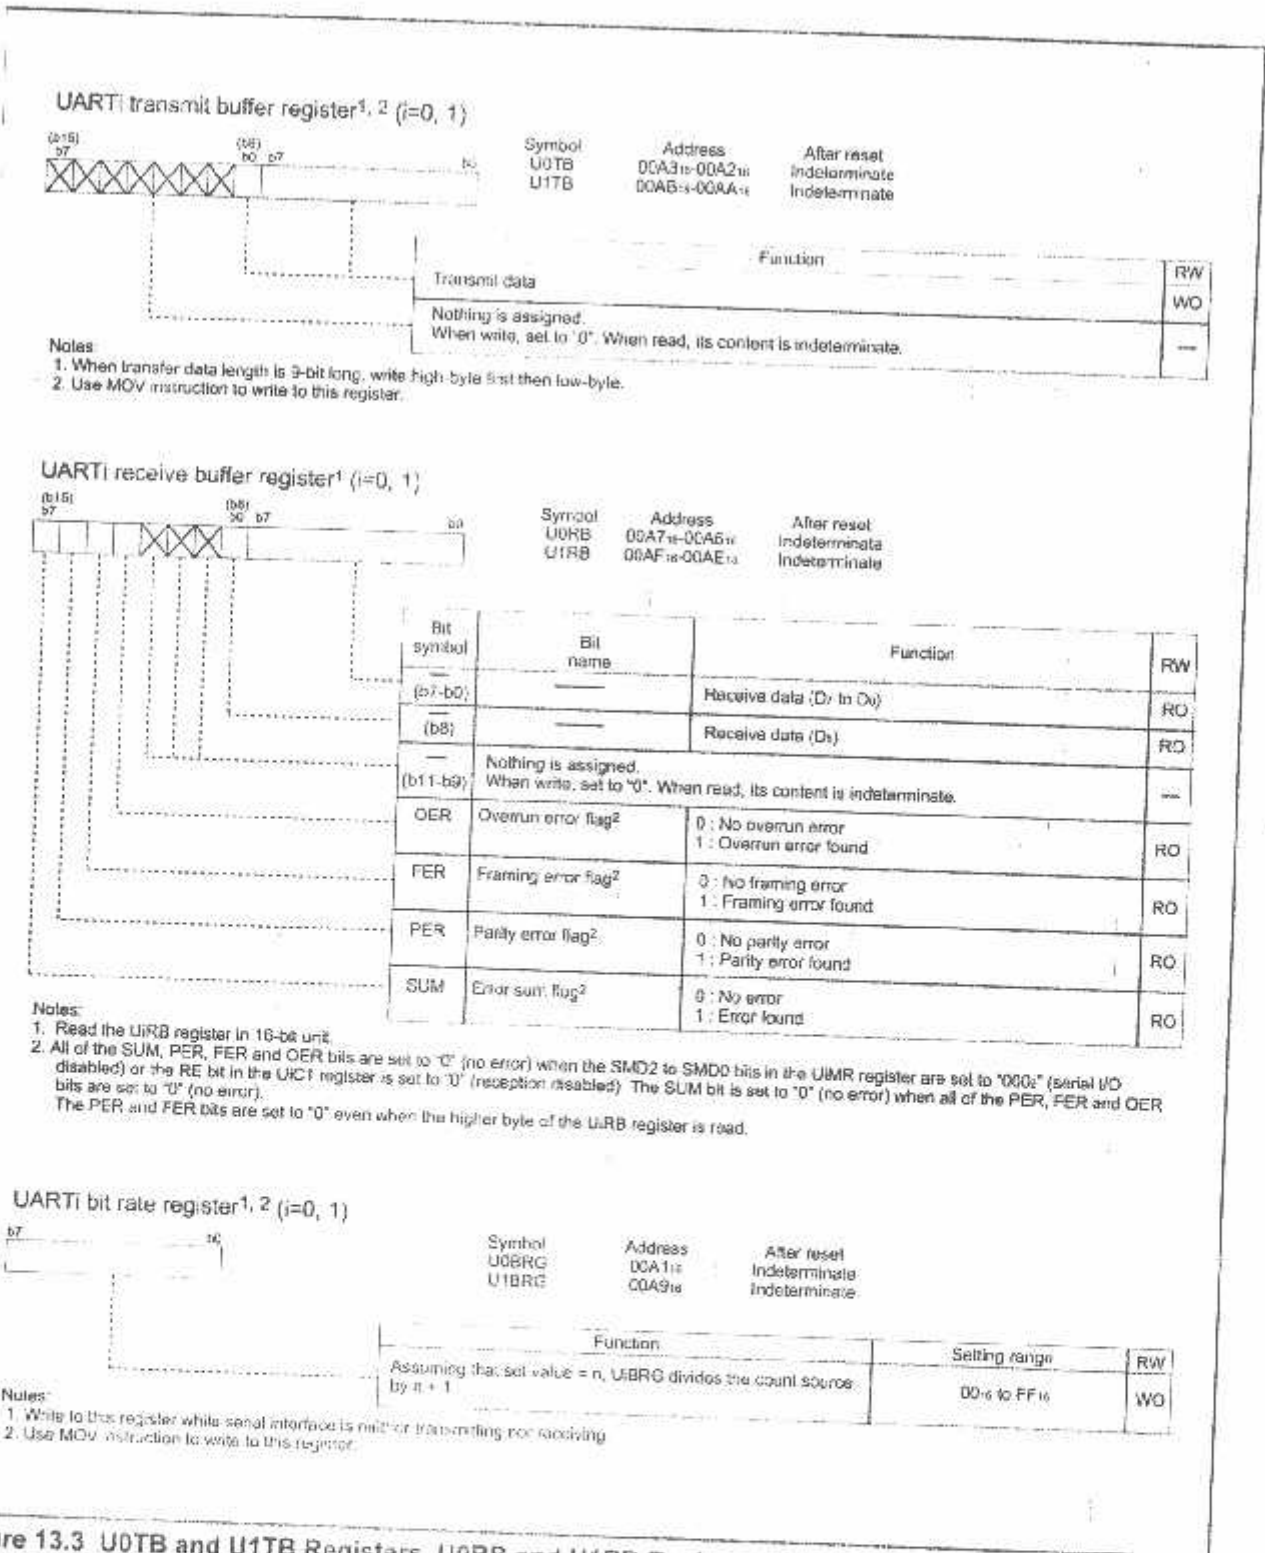 UARTi transmit buffer register1, 2 (i=0, 1)
(b15)
b7
(b8)
b0 b7
b0
Symbol Address After reset
U0TB 00A316-00A216 Indeterminate
U1TB 00AB16-00AA16 Indeterminate
Function RW
Transmit data WO
Nothing is assigned.
When write, set to "0". When read, its content is indeterminate. —
Notes
1. When transfer data length is 9-bit long, write high-byte first then low-byte.
2. Use MOV instruction to write to this register.
UARTi receive buffer register1 (i=0, 1)
(b15)
b7
(b8)
b0 b7
b0
Symbol Address After reset
U0RB 00A716-00A616 Indeterminate
U1RB 00AF16-00AE16 Indeterminate
Bit symbol Bit name Function RW
— (b7-b0) — Receive data (D7 to D0) RO
— (b8) — Receive data (D8) RO
— (b11-b9) Nothing is assigned.
When write, set to "0". When read, its content is indeterminate. —
OER Overrun error flag2 0 : No overrun error
1 : Overrun error found RO
FER Framing error flag2 0 : No framing error
1 : Framing error found RO
PER Parity error flag2 0 : No parity error
1 : Parity error found RO
SUM Error sum flag2 0 : No error
1 : Error found RO
Notes:
1. Read the UiRB register in 16-bit unit.
2. All of the SUM, PER, FER and OER bits are set to "0" (no error) when the SMD2 to SMD0 bits in the UiMR register are set to "0002" (serial I/O
disabled) or the RE bit in the UiC1 register is set to "0" (reception disabled) The SUM bit is set to "0" (no error) when all of the PER, FER and OER
bits are set to "0" (no error).
The PER and FER bits are set to "0" even when the higher byte of the UiRB register is read.
UARTi bit rate register1, 2 (i=0, 1)
b7
b0
Symbol Address After reset
U0BRG 00A116 Indeterminate
U1BRG 00A916 Indeterminate
Function Setting range RW
Assuming that set value = n, UiBRG divides the count source
by n + 1 0016 to FF16 WO
Notes:
1. Write to this register while serial interface is neither transmitting nor receiving
2. Use MOV instruction to write to this register.
re 13.3 U0TB and U1TB Registers, U0RB and U1RB